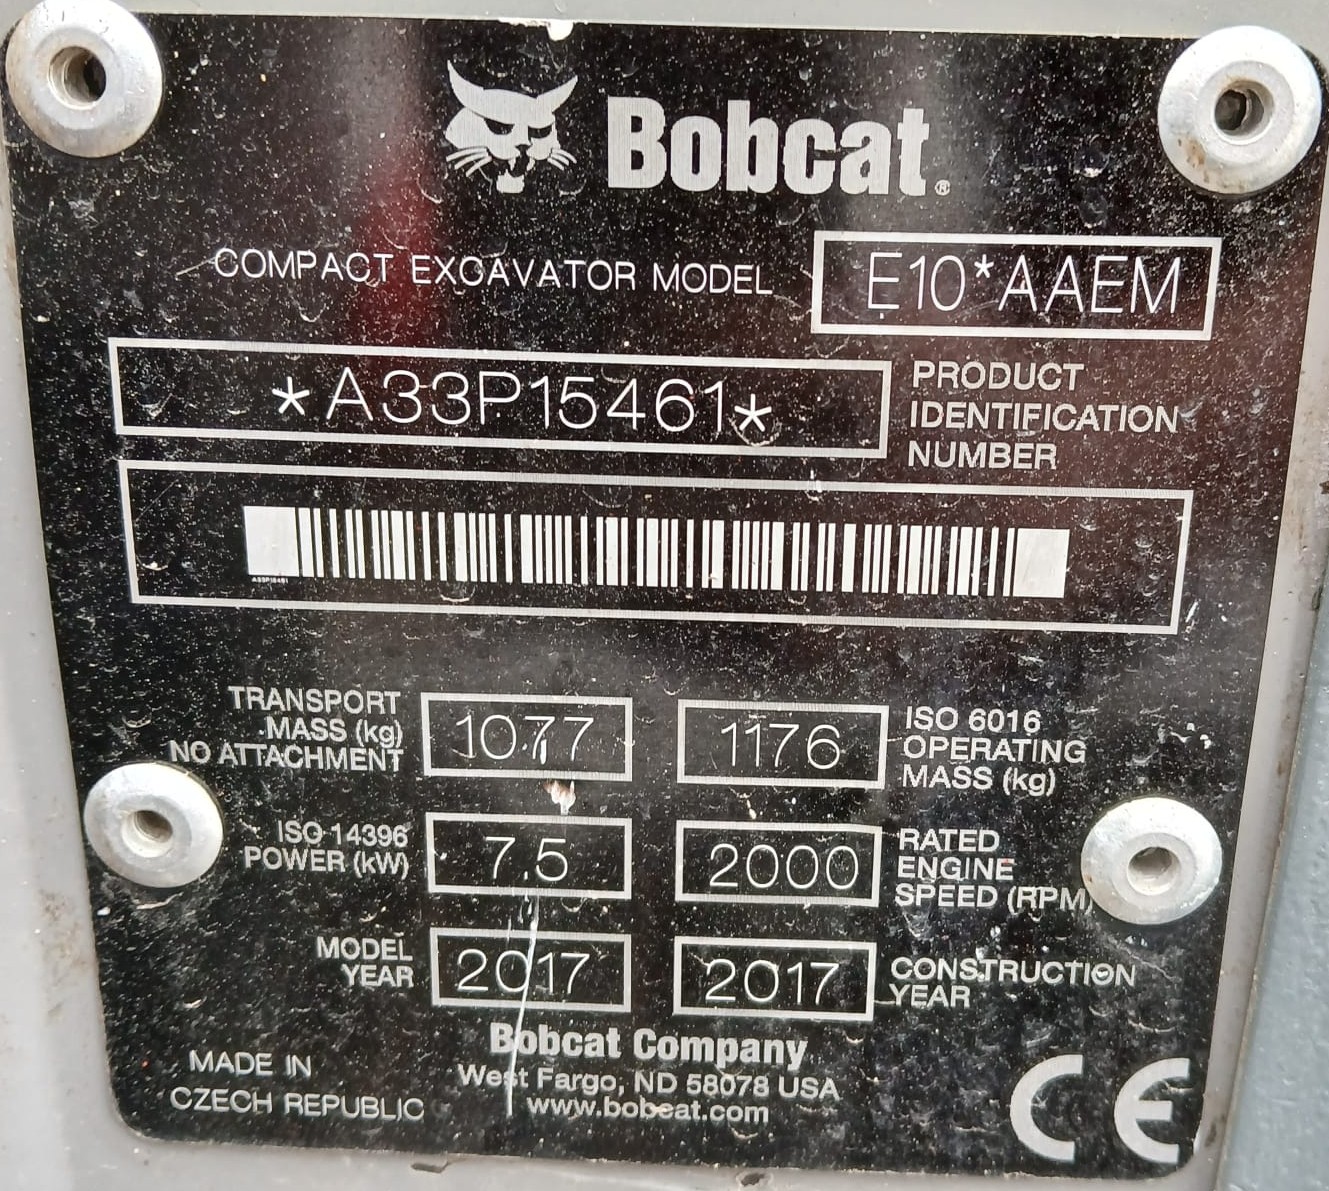 Bobcat®
COMPACT EXCAVATOR MODEL E10*AAEM
*A33P15461*
PRODUCT
IDENTIFICATION
NUMBER
A33P15461
TRANSPORT
MASS (kg)
NO ATTACHMENT
1077
1176
ISO 6016
OPERATING
MASS (kg)
ISO 14396
POWER (kW)
7.5
2000
RATED
ENGINE
SPEED (RPM)
MODEL
YEAR
2017
2017
CONSTRUCTION
YEAR
Bobcat Company
West Fargo, ND 58078 USA
www.bobcat.com
MADE IN
CZECH REPUBLIC
CE